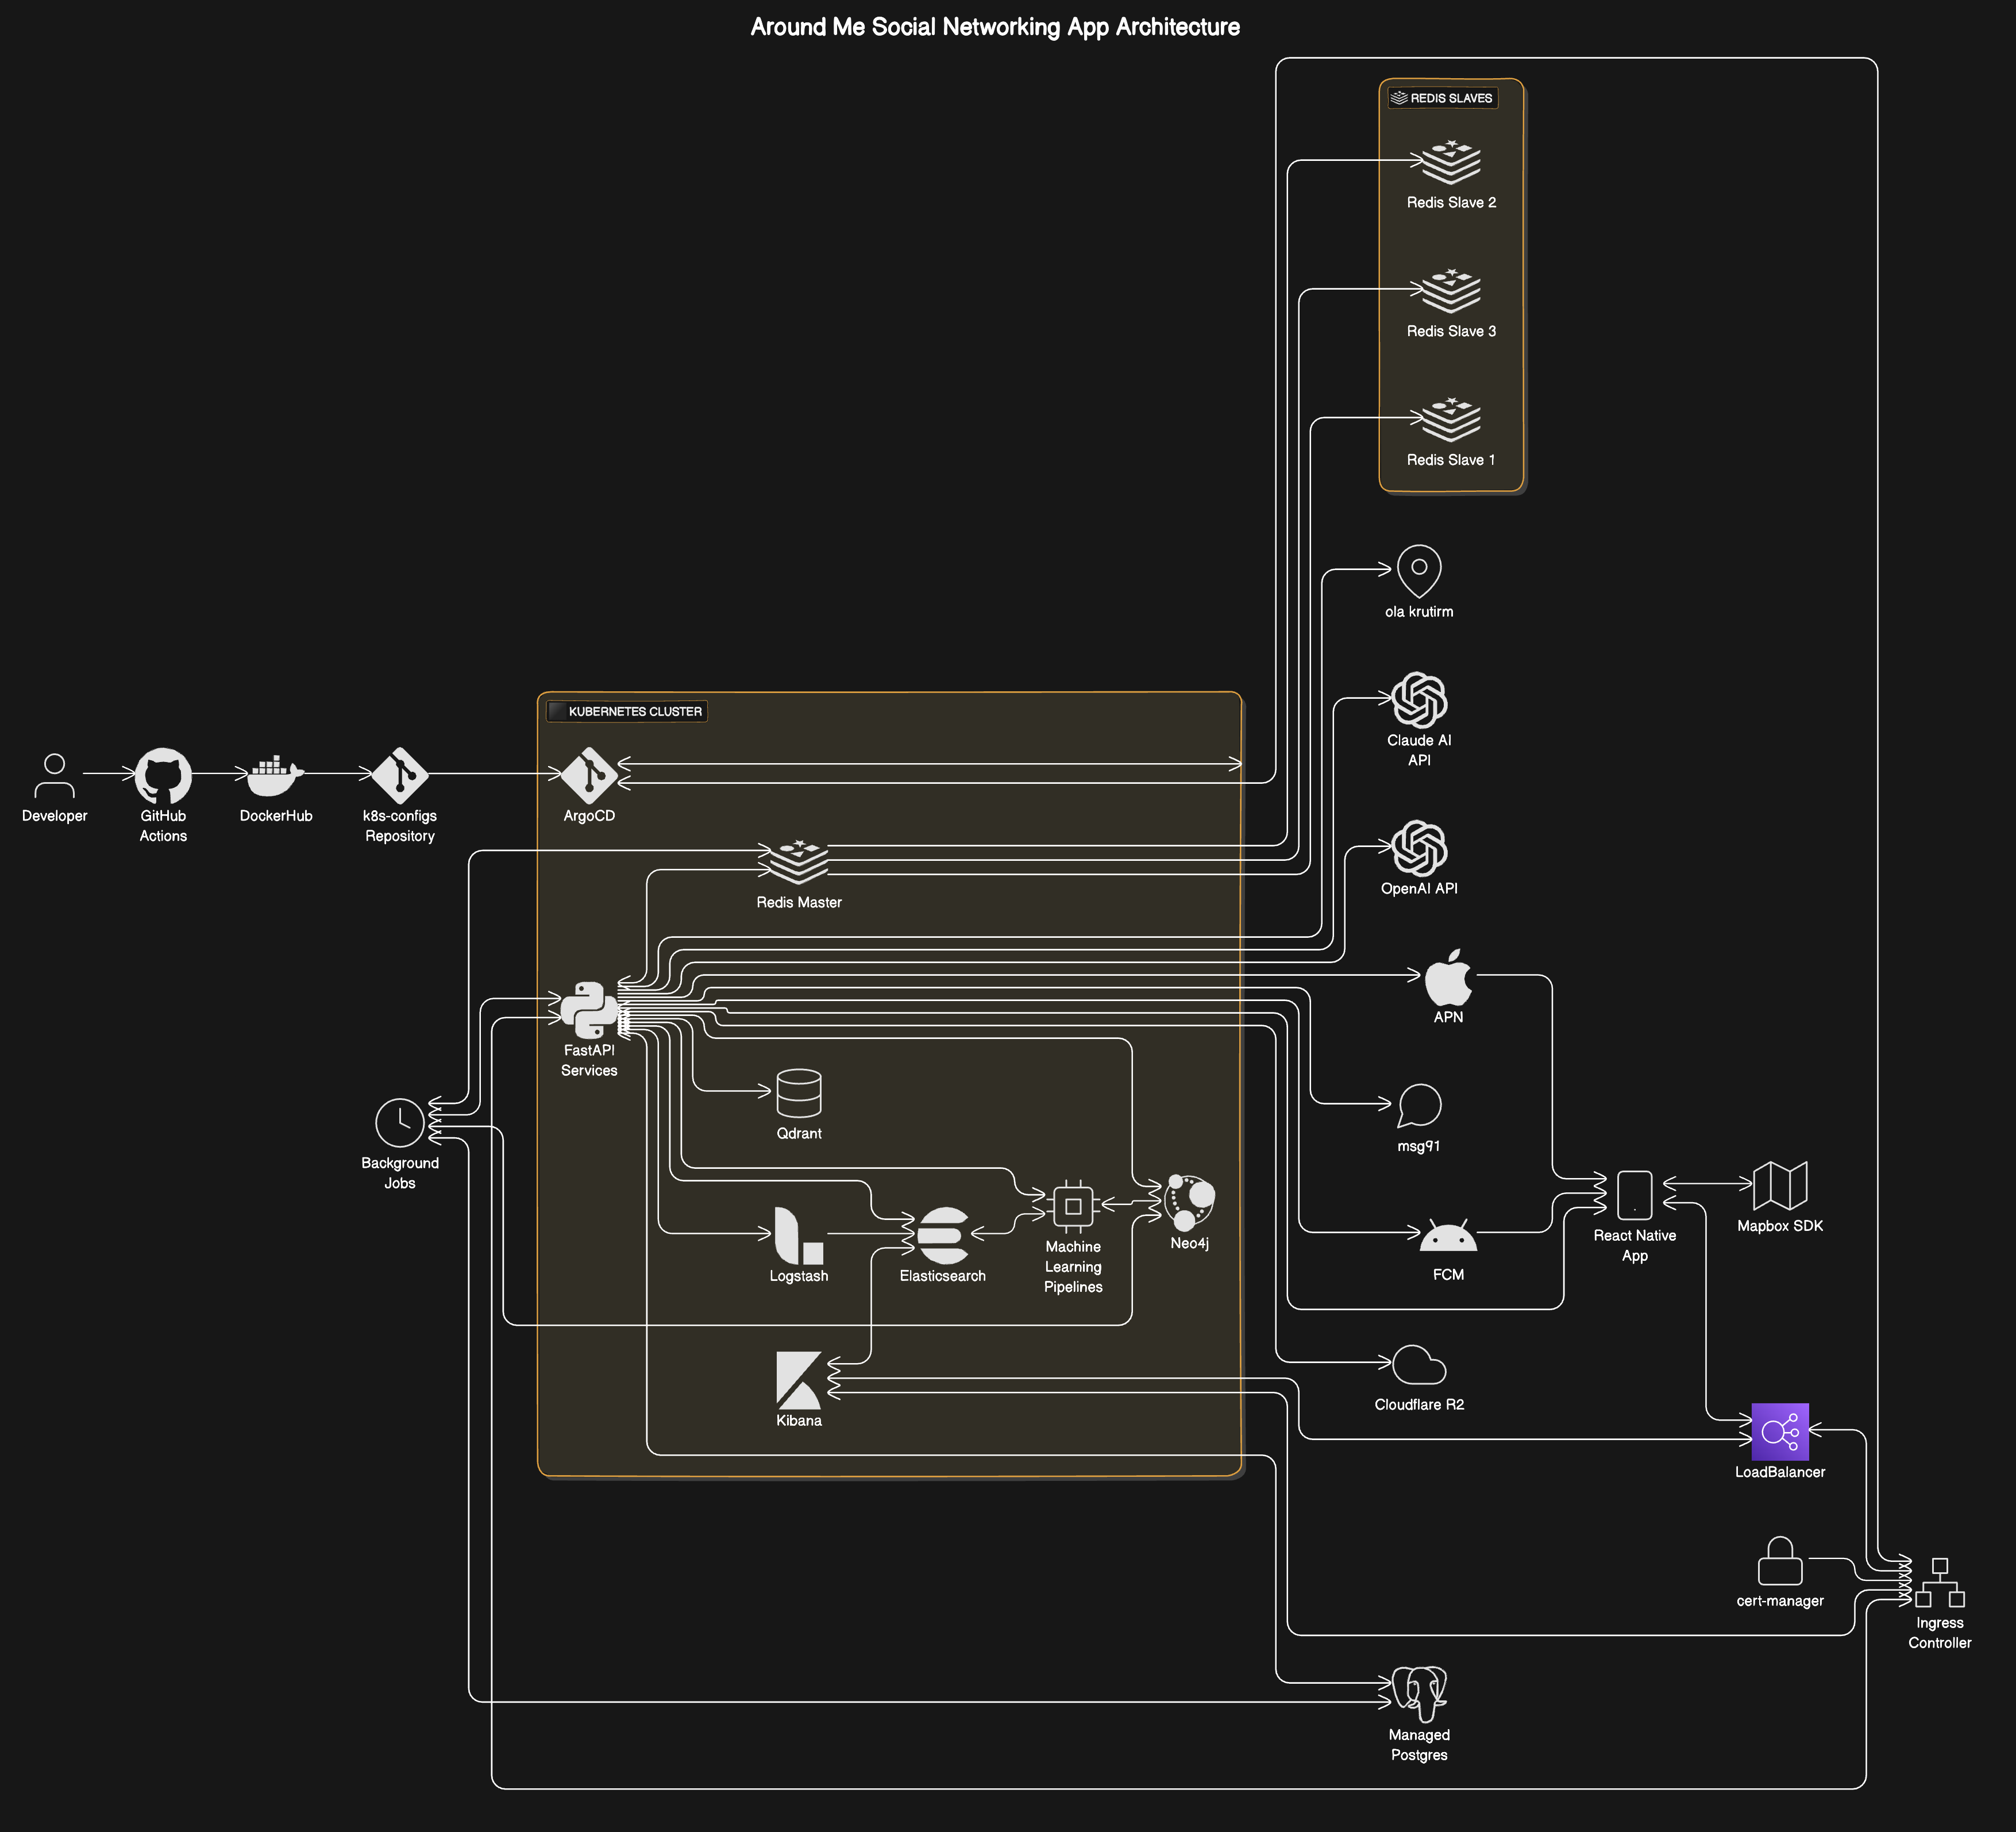 Around Me Social Networking App Architecture
REDIS SLAVES
Redis Slave 2
Redis Slave 3
Redis Slave 1
ola krutirm
KUBERNETES CLUSTER
Claude AI
API
Developer
GitHub
Actions
DockerHub
k8s-configs
Repository
ArgoCD
Redis Master
OpenAI API
APN
FastAPI
Services
Qdrant
msg91
Background
Jobs
Logstash
Elasticsearch
Machine
Learning
Pipelines
Neo4j
FCM
React Native
App
Mapbox SDK
Kibana
Cloudflare R2
LoadBalancer
cert-manager
Ingress
Controller
Managed
Postgres